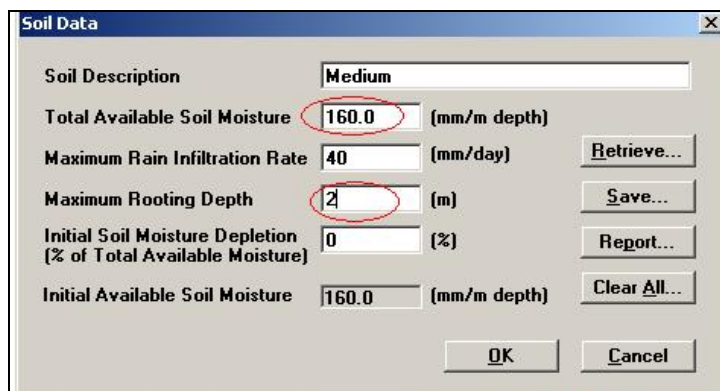 Soil Data
Soil Description Medium
Total Available Soil Moisture 160.0 (mm/m depth)
Maximum Rain Infiltration Rate 40 (mm/day) Retrieve...
Maximum Rooting Depth 2 (m) Save...
Initial Soil Moisture Depletion 0 (%) Report...
(% of Total Available Moisture)
Initial Available Soil Moisture 160.0 (mm/m depth) Clear All...
OK Cancel